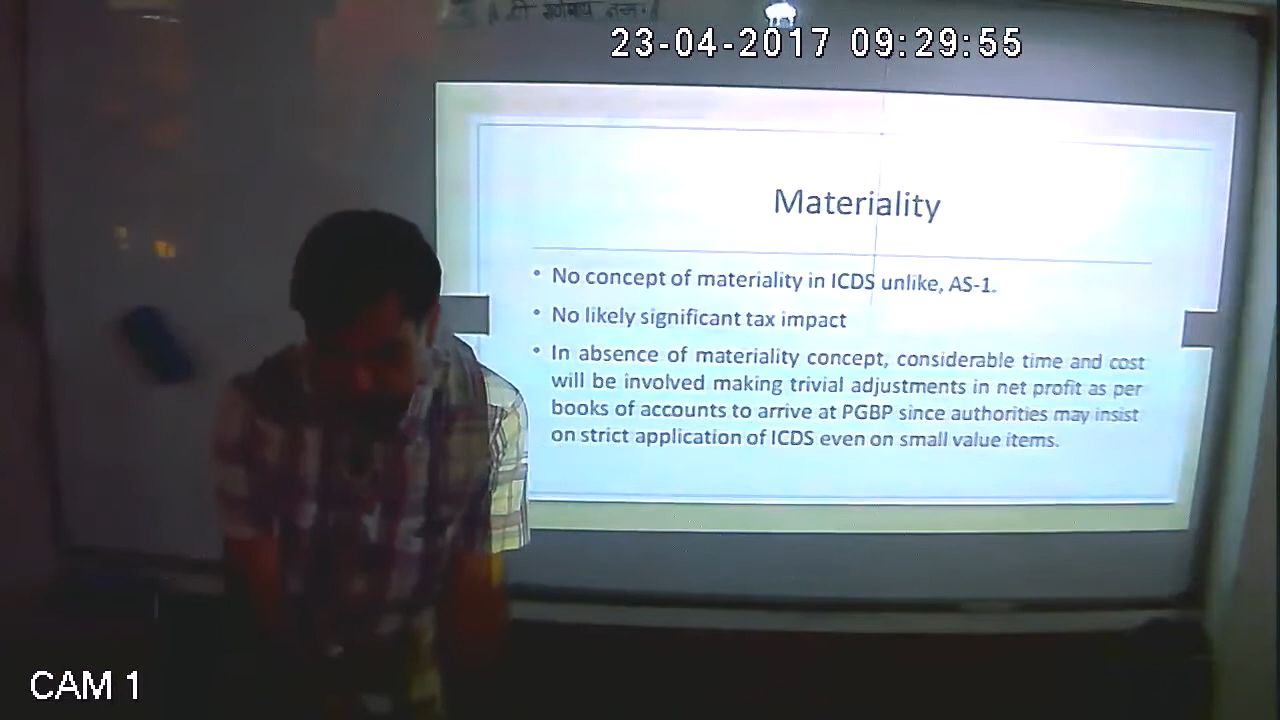 23-04-2017 09:29:55
Materiality
• No concept of materiality in ICDS unlike, AS-1.
• No likely significant tax impact
• In absence of materiality concept, considerable time and cost
will be involved making trivial adjustments in net profit as per
books of accounts to arrive at PGBP since authorities may insist
on strict application of ICDS even on small value items.
CAM 1